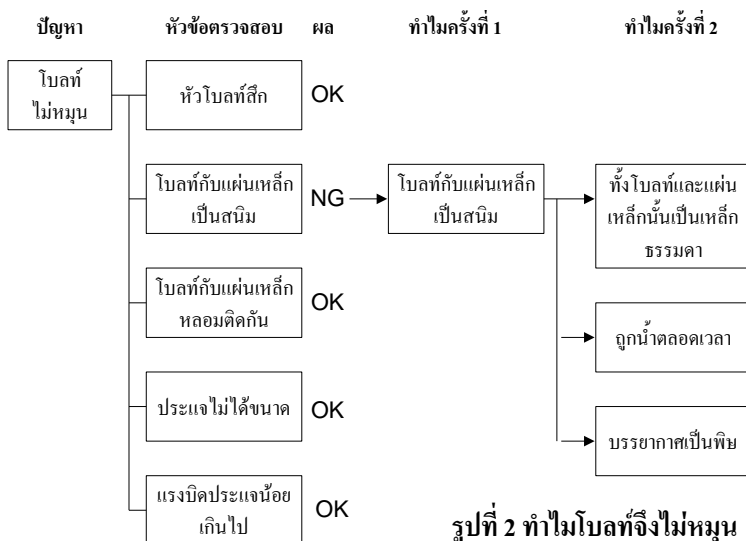 ปัญหา หัวข้อตรวจสอบ ผล ทำไมครั้งที่ 1 ทำไมครั้งที่ 2
โบลท์
ไม่หมุน
หัวโบลท์สึก OK
โบลท์กับแผ่นเหล็ก
เป็นสนิม
NG
โบลท์กับแผ่นเหล็ก
เป็นสนิม
ทั้งโบลท์และแผ่น
เหล็กนั้นเป็นเหล็ก
ธรรมดา
โบลท์กับแผ่นเหล็ก
หลอมติดกัน
OK
ถูกน้ำตลอดเวลา
ประแจไม่ได้ขนาด OK
บรรยากาศเป็นพิษ
แรงบิดประแจน้อย
เกินไป
OK
รูปที่ 2 ทำไมโบลท์จึงไม่หมุน